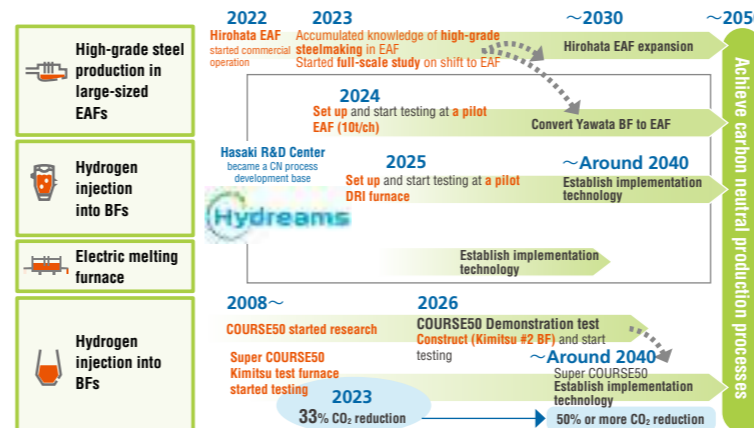 2022
2023
～2030
～205
Hirohata EAF
started commercial
operation
Accumulated knowledge of high-grade
steelmaking in EAF
Started full-scale study on shift to EAF
Hirohata EAF expansion
High-grade steel
production in
large-sized
EAFs
2024
Set up and start testing at a pilot
EAF (10t/ch)
Convert Yawata BF to EAF
Hasaki R&D Center
became a CN process
development base
Hydreams
2025
Set up and start testing at a pilot
DRI furnace
～Around 2040
Establish implementation
technology
Hydrogen
injection
into BFs
Electric melting
furnace
Establish implementation
technology
2008～
COURSE50 started research
2026
COURSE50 Demonstration test
Construct (Kimitsu #2 BF) and start
testing
Hydrogen
injection into
BFs
Super COURSE50
Kimitsu test furnace
started testing
～Around 2040
Super COURSE50
Establish implementation
technology
2023
33% CO₂ reduction
50% or more CO₂ reduction
Achieve carbon neutral production processes